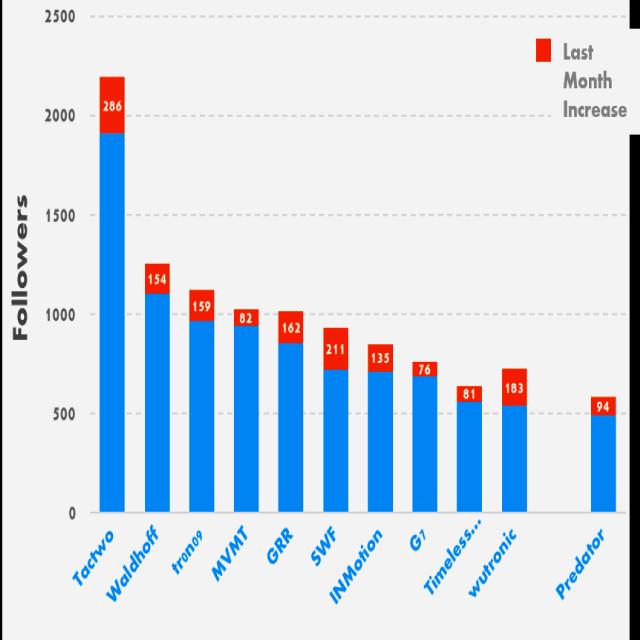 2500
2000
1500
1000
500
0
Followers
Last
Month
Increase
286
154
159
82
162
211
135
76
81
183
94
Tactwo
Waldhoff
tron09
MVMT
GRR
SWF
INMotion
G7
Timeless...
wutronic
Predator